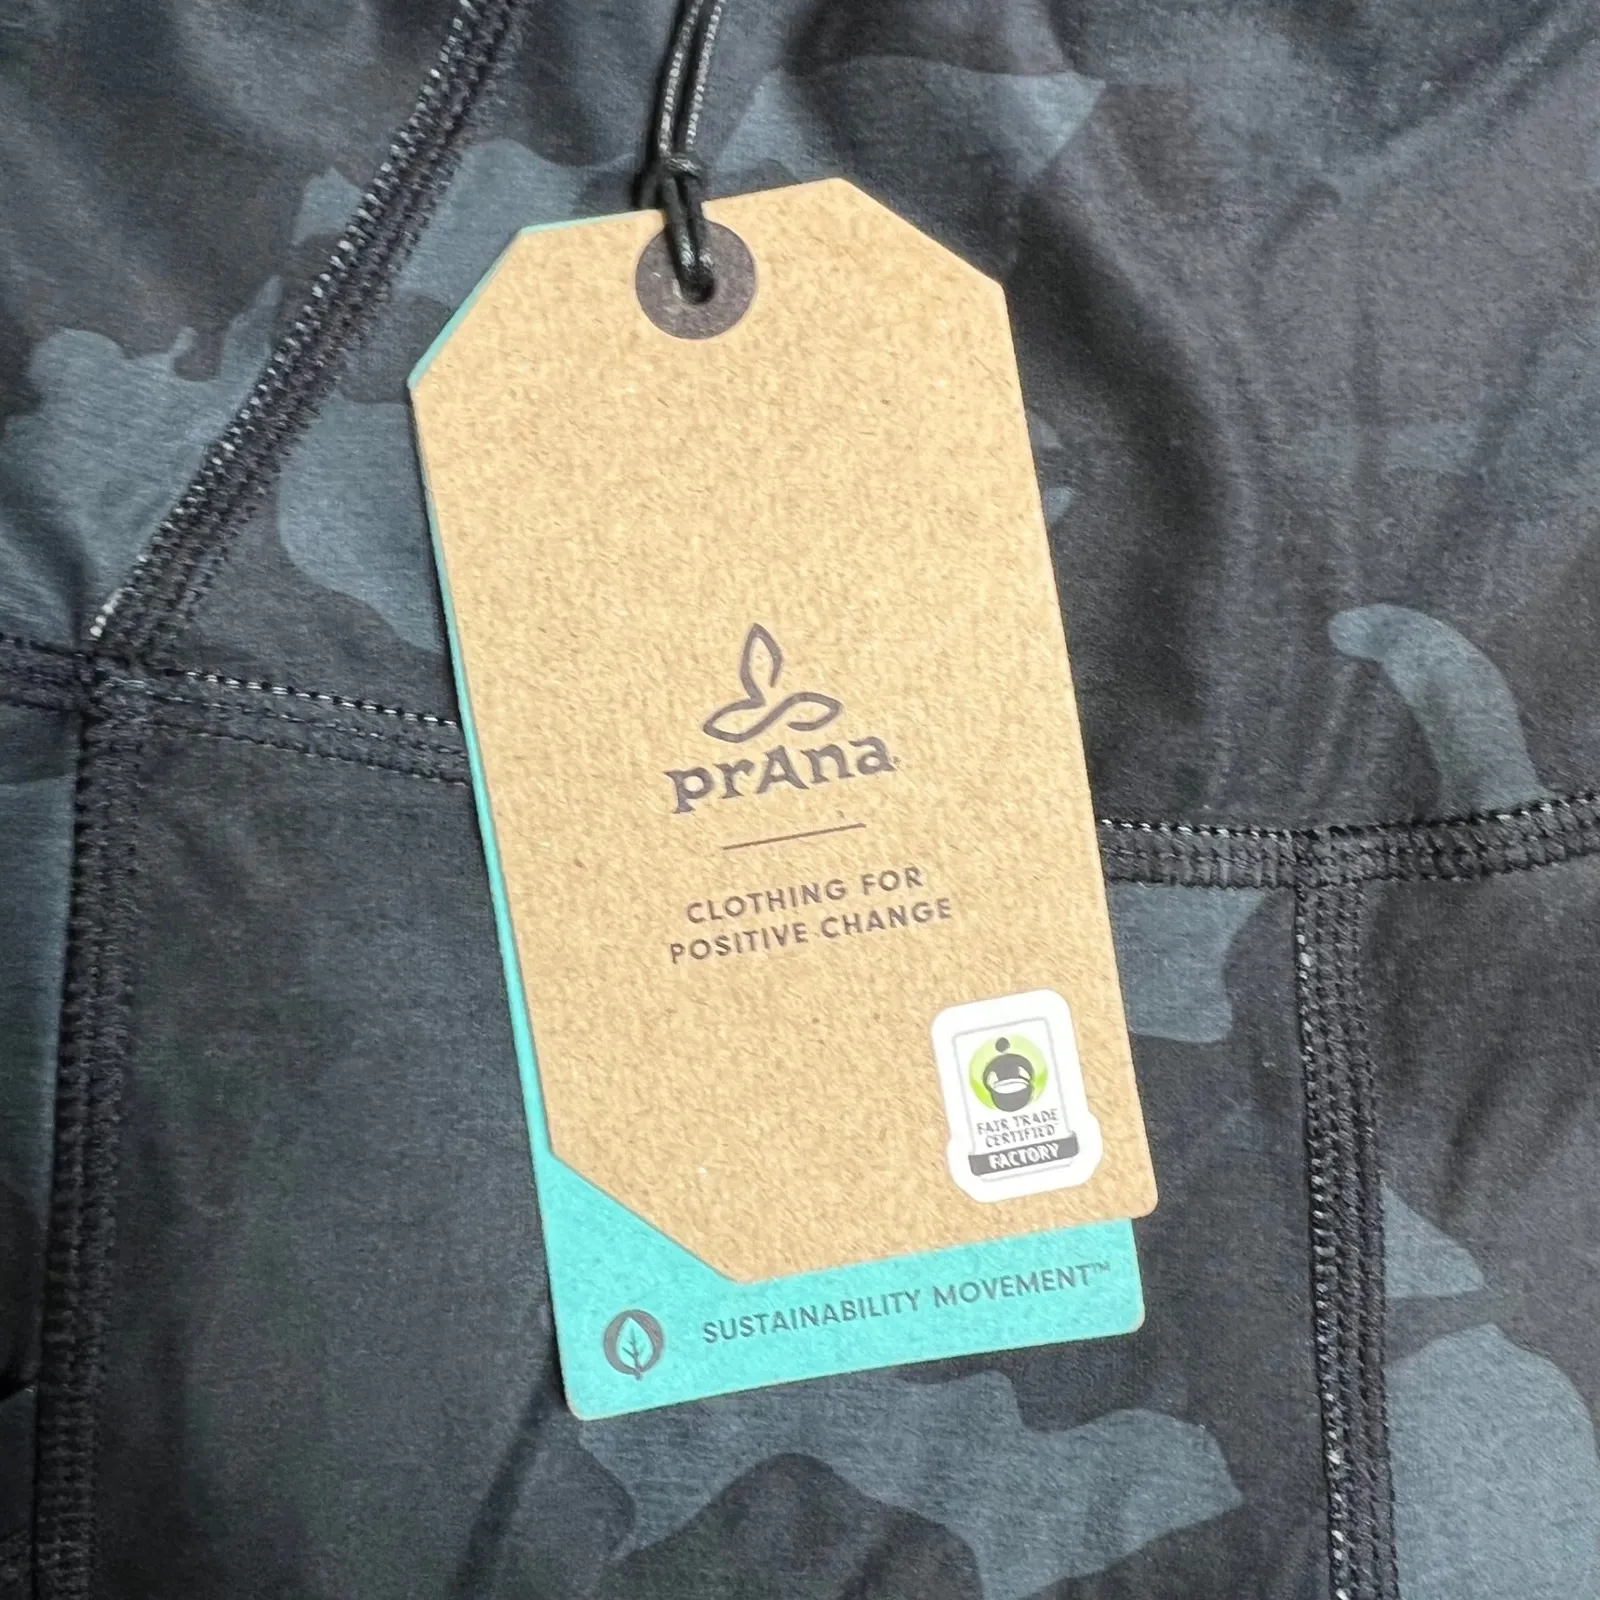 prAna
CLOTHING FOR
POSITIVE CHANGE
FAIR TRADE
CERTIFIED
FACTORY
SUSTAINABILITY MOVEMENT™